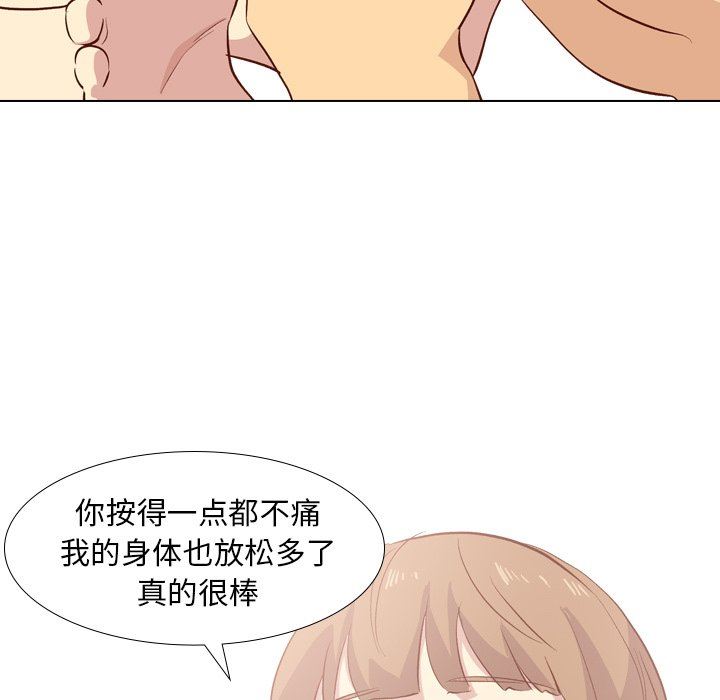 你按得一点都不痛
我的身体也放松多了
真的很棒